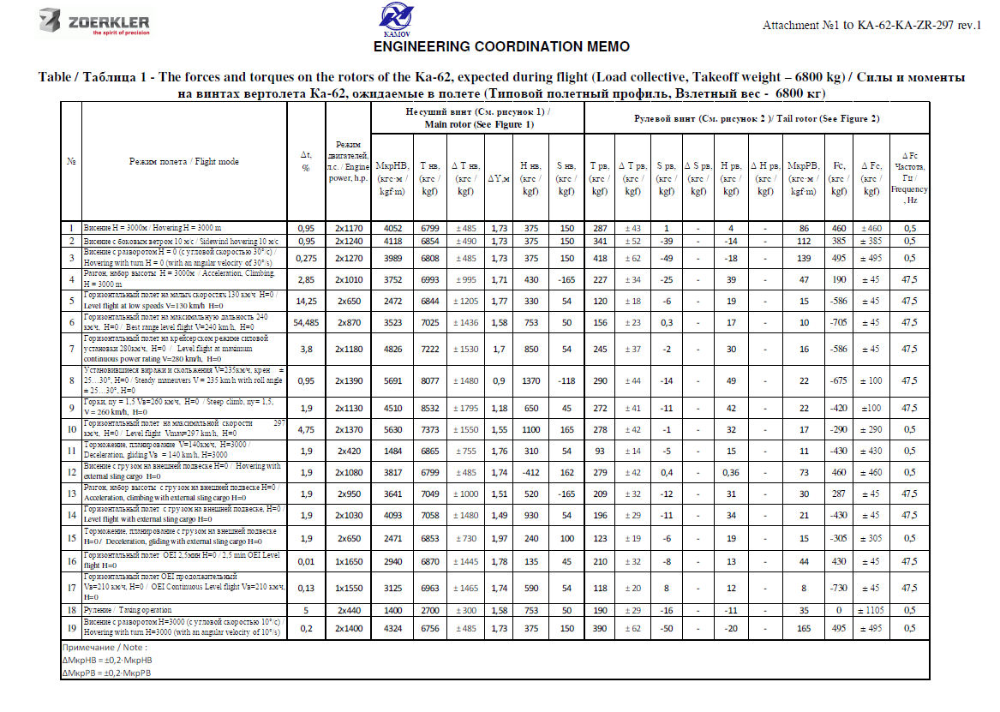 ZOERKLER
the spirit of precision
KAMOV
Attachment №1 to KA-62-KA-ZR-297 rev.1
ENGINEERING COORDINATION MEMO
Table / Таблица 1 - The forces and torques on the rotors of the Ka-62, expected during flight (Load collective, Takeoff weight – 6800 kg) / Силы и моменты
на винтах вертолета Ка-62, ожидаемые в полете (Типовой полетный профиль, Взлетный вес - 6800 кг)
№ Режим полета / Flight mode Δt, % Режим двигателей, л.с. / Engine power, h.p. Несущий винт (См. рисунок 1) / Main rotor (See Figure 1) Рулевой винт (См. рисунок 2 )/ Tail rotor (See Figure 2)
МкрНВ, (кгс·м / kgf·m) Т нв, (кгс / kgf) Δ Т нв, (кгс / kgf) ΔY,м Н нв, (кгс / kgf) S нв, (кгс / kgf) Т рв, (кгс / kgf) Δ Т рв, (кгс / kgf) S рв, (кгс / kgf) Δ S рв, (кгс / kgf) Н рв, (кгс / kgf) Δ Н рв, (кгс / kgf) МкрРВ, (кгс·м / kgf·m) Fc, (кгс / kgf) Δ Fc, (кгс / kgf) Δ Fc Частота, Гц / Frequency, Hz
1 Висение Н = 3000м / Hovering H = 3000 m 0,95 2x1170 4052 6799 ± 485 1,73 375 150 287 ± 43 1 - 4 - 86 460 ± 460 0,5
2 Висение с боковым ветром 10 м/с / Sidewind hovering 10 м/с 0,95 2x1240 4118 6854 ± 490 1,73 375 150 341 ± 52 -39 - -14 - 112 385 ± 385 0,5
3 Висение с разворотом Н = 0 (с угловой скоростью 30°/с) / Hovering with turn H = 0 (with an angular velocity of 30°/s) 0,275 2x1270 3989 6808 ± 485 1,73 375 150 418 ± 62 -49 - -18 - 139 495 ± 495 0,5
4 Разгон, набор высоты Н = 3000м / Acceleration, Climbing, H = 3000 m 2,85 2x1010 3752 6993 ± 995 1,71 430 -165 227 ± 34 -25 - 39 - 47 190 ± 45 47,5
5 Горизонтальный полет на малых скоростях 130 км/ч Н=0 / Level flight at low speeds V=130 km/h H=0 14,25 2x650 2472 6844 ± 1205 1,77 330 54 120 ± 18 -6 - 19 - 15 -586 ± 45 47,5
6 Горизонтальный полет на максимальную дальность 240 км/ч, Н=0 / Best range level flight V=240 km/h, H=0 54,485 2x870 3523 7025 ± 1436 1,58 753 50 156 ± 23 0,3 - 17 - 10 -705 ± 45 47,5
7 Горизонтальный полет на крейсерском режиме силовой установки 280км/ч, Н=0 / Level flight at maximum continuous power rating V=280 km/h, H=0 3,8 2x1180 4826 7222 ± 1530 1,7 850 54 245 ± 37 -2 - 30 - 16 -586 ± 45 47,5
8 Установившиеся виражи и скольжения V=235км/ч, крен ± 25…30°, Н=0 / Steady maneuvers V = 235 km/h with roll angle ± 25…30°, H=0 0,95 2x1390 5691 8077 ± 1480 0,9 1370 -118 290 ± 44 -14 - 49 - 22 -675 ± 100 47,5
9 Горки, ny = 1,5 Vв=260 км/ч, Н=0 / Steep climb, ny= 1,5, V = 260 km/h, H=0 1,9 2x1130 4510 8532 ± 1795 1,18 650 45 272 ± 41 -11 - 42 - 22 -420 ±100 47,5
10 Горизонтальный полет на максимальной скорости 297 км/ч, Н=0 / Level flight Vmax=297 km/h, H=0 4,75 2x1370 5630 7373 ± 1550 1,55 1100 165 278 ± 42 -1 - 32 - 17 -290 ± 290 0,5
11 Торможение, планирование V=140км/ч, Н=3000 / Deceleration, gliding Vв = 140 km/h, H=3000 1,9 2x420 1484 6865 ± 755 1,76 310 54 93 ± 14 -5 - 15 - 11 -430 ± 430 0,5
12 Висение с грузом на внешней подвеске Н=0 / Hovering with external sling cargo H=0 1,9 2x1080 3817 6799 ± 485 1,74 -412 162 279 ± 42 0,4 - 0,36 - 73 460 ± 460 0,5
13 Разгон, набор высоты с грузом на внешней подвеске Н=0 / Acceleration, climbing with external sling cargo H=0 1,9 2x950 3641 7049 ± 1000 1,51 520 -165 209 ± 32 -12 - 31 - 30 287 ± 45 47,5
14 Горизонтальный полет с грузом на внешней подвеске, Н=0 / Level flight with external sling cargo H=0 1,9 2x1030 4093 7058 ± 1480 1,49 930 54 196 ± 29 -11 - 34 - 21 -430 ± 45 47,5
15 Торможение, планирование с грузом на внешней подвеске Н=0 / Deceleration, gliding with external sling cargo H=0 1,9 2x650 2471 6853 ± 730 1,97 240 100 123 ± 19 -6 - 19 - 15 -305 ± 305 0,5
16 Горизонтальный полет OEI 2,5мин Н=0 / 2,5 min OEI Level flight H=0 0,01 1x1650 2940 6870 ± 1445 1,78 135 45 210 ± 32 -8 - 13 - 44 430 ± 45 47,5
17 Горизонтальный полет OEI продолжительный Vв=210 км/ч, Н=0 / OEI Continuous Level flight Vв=210 км/ч, Н=0 0,13 1x1550 3125 6963 ± 1465 1,74 590 54 118 ± 20 8 - 12 - 8 -730 ± 45 47,5
18 Руление / Taxing operation 5 2x440 1400 2700 ± 300 1,58 753 50 190 ± 29 -16 - -11 - 35 0 ± 1105 0,5
19 Висение с разворотом Н=3000 (с угловой скоростью 10°/с) / Hovering with turn H=3000 (with an angular velocity of 10°/s) 0,2 2x1400 4324 6756 ± 485 1,73 375 150 390 ± 62 -50 - -20 - 165 495 ± 495 0,5
Примечание / Note :
ΔМкрНВ = ±0,2·МкрНВ
ΔМкрРВ = ±0,2·МкрРВ